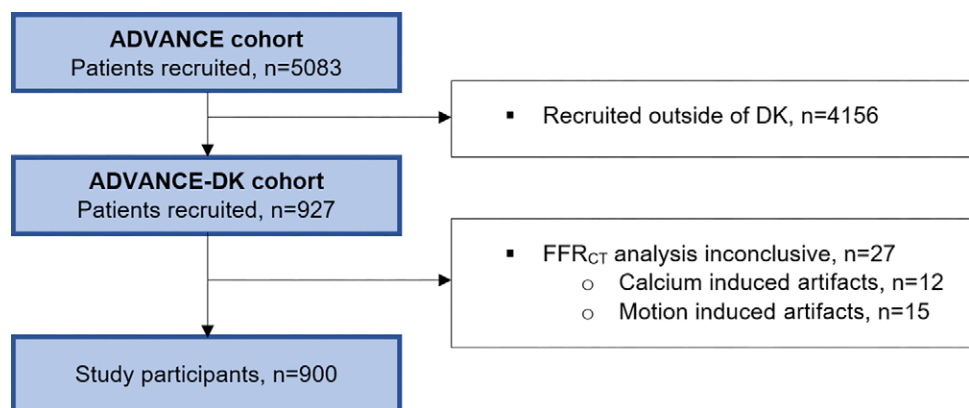 ADVANCE cohort
Patients recruited, n=5083
▪ Recruited outside of DK, n=4156
ADVANCE-DK cohort
Patients recruited, n=927
▪ FFRCT analysis inconclusive, n=27
o Calcium induced artifacts, n=12
o Motion induced artifacts, n=15
Study participants, n=900